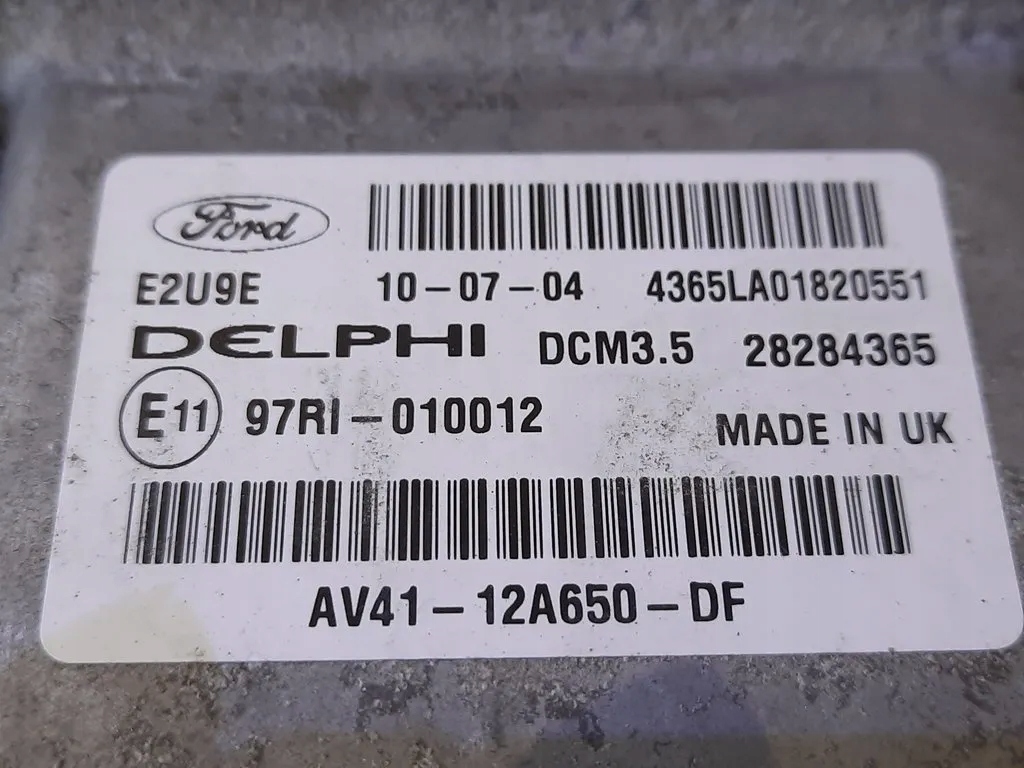 Ford
E2U9E 10-07-04 4365LA01820551
DELPHI DCM3.5 28284365
E11 97RI-010012
MADE IN UK
AV41-12A650-DF